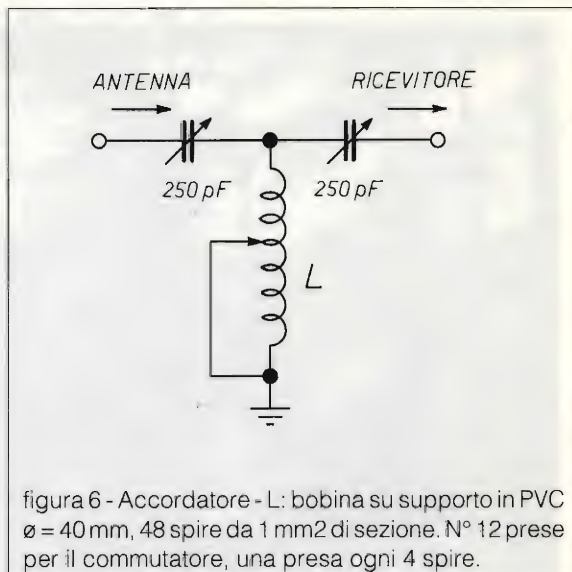 ANTENNA RICEVITORE
250 pF 250 pF
L
figura 6 - Accordatore - L: bobina su supporto in PVC
ø = 40 mm, 48 spire da 1 mm2 di sezione. N° 12 prese
per il commutatore, una presa ogni 4 spire.